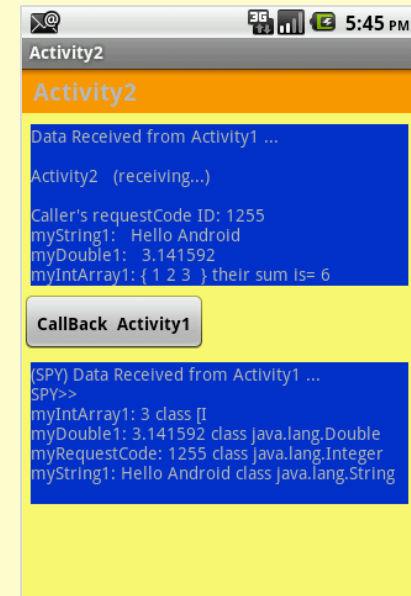 3G 5:45 PM
Activity2
Activity2
Data Received from Activity1 ...
Activity2 (receiving...)
Caller's requestCode ID: 1255
myString1: Hello Android
myDouble1: 3.141592
myIntArray1: { 1 2 3 } their sum is= 6
CallBack Activity1
(SPY) Data Received from Activity1 ...
SPY>>
myIntArray1: 3 class [I
myDouble1: 3.141592 class java.lang.Double
myRequestCode: 1255 class java.lang.Integer
myString1: Hello Android class java.lang.String